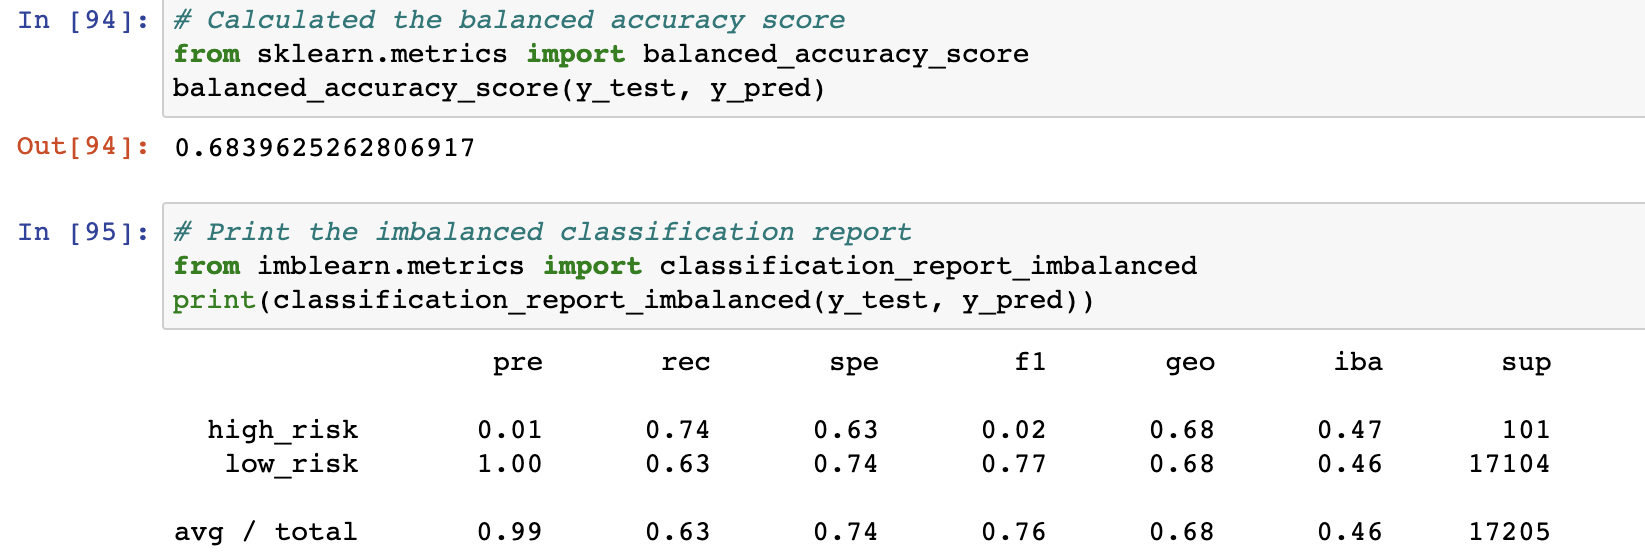 In [94]: # Calculated the balanced accuracy score
from sklearn.metrics import balanced_accuracy_score
balanced_accuracy_score(y_test, y_pred)
Out[94]: 0.6839625262806917
In [95]: # Print the imbalanced classification report
from imblearn.metrics import classification_report_imbalanced
print(classification_report_imbalanced(y_test, y_pred))
pre rec spe f1 geo iba sup
high_risk 0.01 0.74 0.63 0.02 0.68 0.47 101
low_risk 1.00 0.63 0.74 0.77 0.68 0.46 17104
avg / total 0.99 0.63 0.74 0.76 0.68 0.46 17205